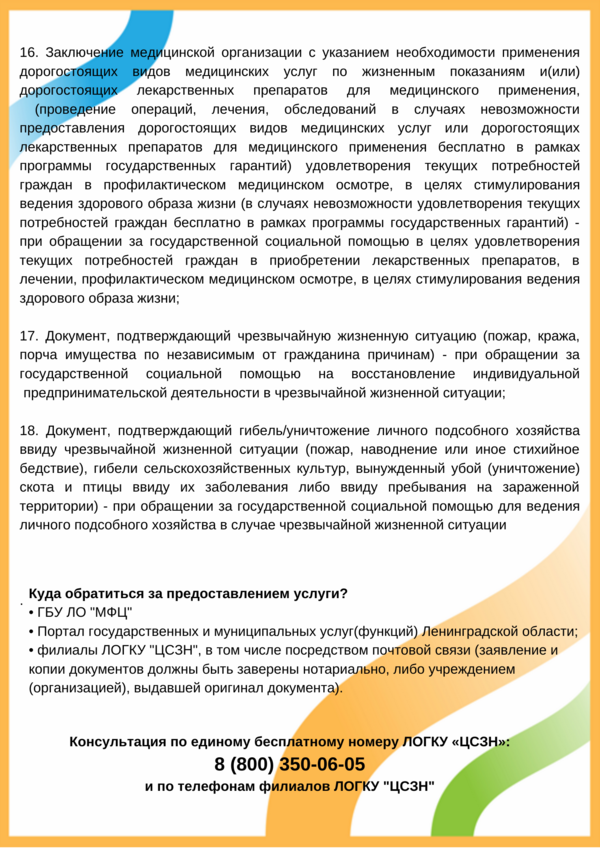 16. Заключение медицинской организации с указанием необходимости применения
дорогостоящих видов медицинских услуг по жизненным показаниям и(или)
дорогостоящих лекарственных препаратов для медицинского применения,
(проведение операций, лечения, обследований в случаях невозможности
предоставления дорогостоящих видов медицинских услуг или дорогостоящих
лекарственных препаратов для медицинского применения бесплатно в рамках
программы государственных гарантий) удовлетворения текущих потребностей
граждан в профилактическом медицинском осмотре, в целях стимулирования
ведения здорового образа жизни (в случаях невозможности удовлетворения текущих
потребностей граждан бесплатно в рамках программы государственных гарантий) -
при обращении за государственной социальной помощью в целях удовлетворения
текущих потребностей граждан в приобретении лекарственных препаратов, в
лечении, профилактическом медицинском осмотре, в целях стимулирования ведения
здорового образа жизни;
17. Документ, подтверждающий чрезвычайную жизненную ситуацию (пожар, кража,
порча имущества по независимым от гражданина причинам) - при обращении за
государственной социальной помощью на восстановление индивидуальной
предпринимательской деятельности в чрезвычайной жизненной ситуации;
18. Документ, подтверждающий гибель/уничтожение личного подсобного хозяйства
ввиду чрезвычайной жизненной ситуации (пожар, наводнение или иное стихийное
бедствие), гибели сельскохозяйственных культур, вынужденный убой (уничтожение)
скота и птицы ввиду их заболевания либо ввиду пребывания на зараженной
территории) - при обращении за государственной социальной помощью для ведения
личного подсобного хозяйства в случае чрезвычайной жизненной ситуации
. Куда обратиться за предоставлением услуги?
• ГБУ ЛО "МФЦ"
• Портал государственных и муниципальных услуг(функций) Ленинградской области;
• филиалы ЛОГКУ "ЦСЗН", в том числе посредством почтовой связи (заявление и
копии документов должны быть заверены нотариально, либо учреждением
(организацией), выдавшей оригинал документа).
Консультация по единому бесплатному номеру ЛОГКУ «ЦСЗН»:
8 (800) 350-06-05
и по телефонам филиалов ЛОГКУ "ЦСЗН"